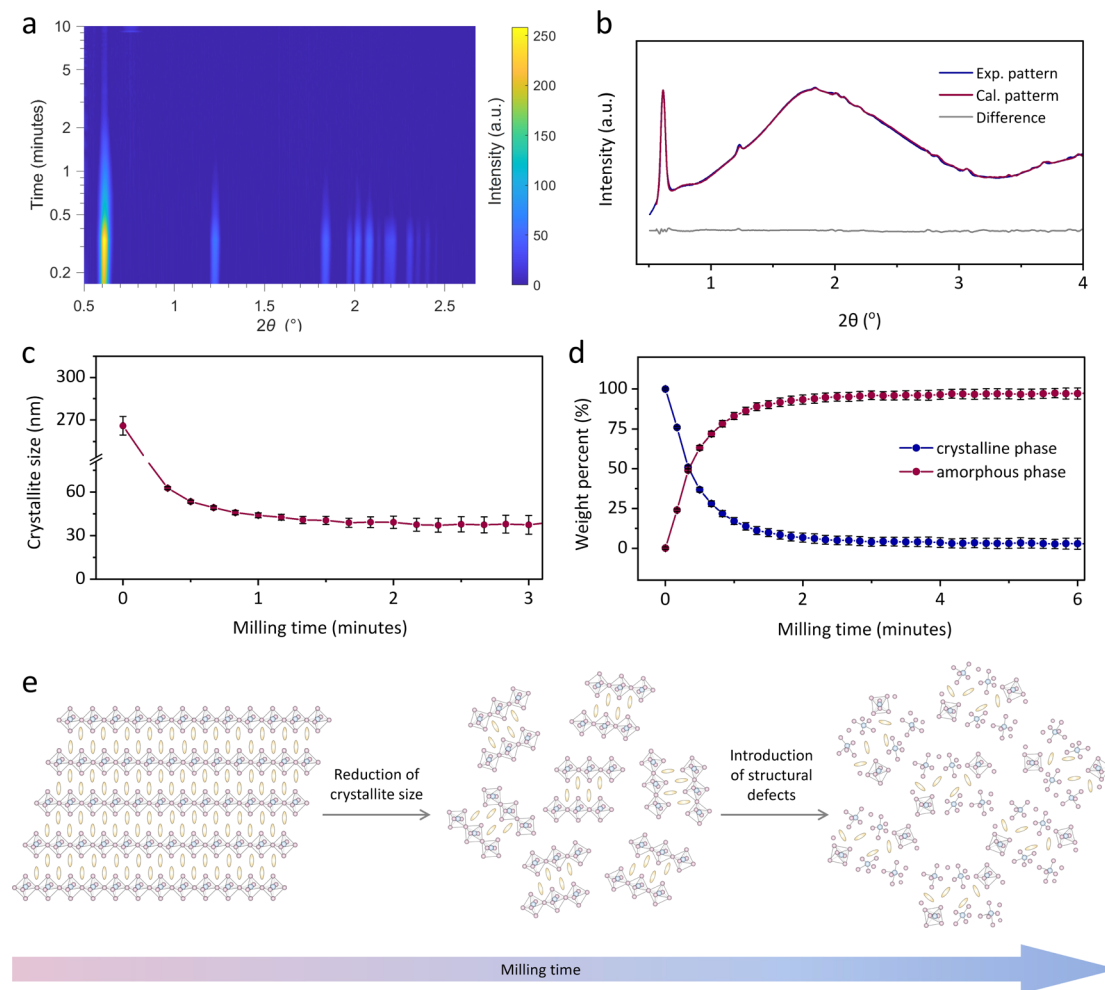 a
10
5
2
1
0.5
0.2
Time (minutes)
0.5
1
1.5
2
2.5
2θ (°)
250
200
150
100
50
0
Intensity (a.u.)
b
Exp. pattern
Cal. patterm
Difference
Intensity (a.u.)
1
2
3
4
2θ (°)
c
300
270
60
30
0
Crystallite size (nm)
0
1
2
3
Milling time (minutes)
d
100
75
50
25
0
Weight percent (%)
crystalline phase
amorphous phase
0
2
4
6
Milling time (minutes)
e
Reduction of
crystallite size
Introduction
of structural
defects
Milling time